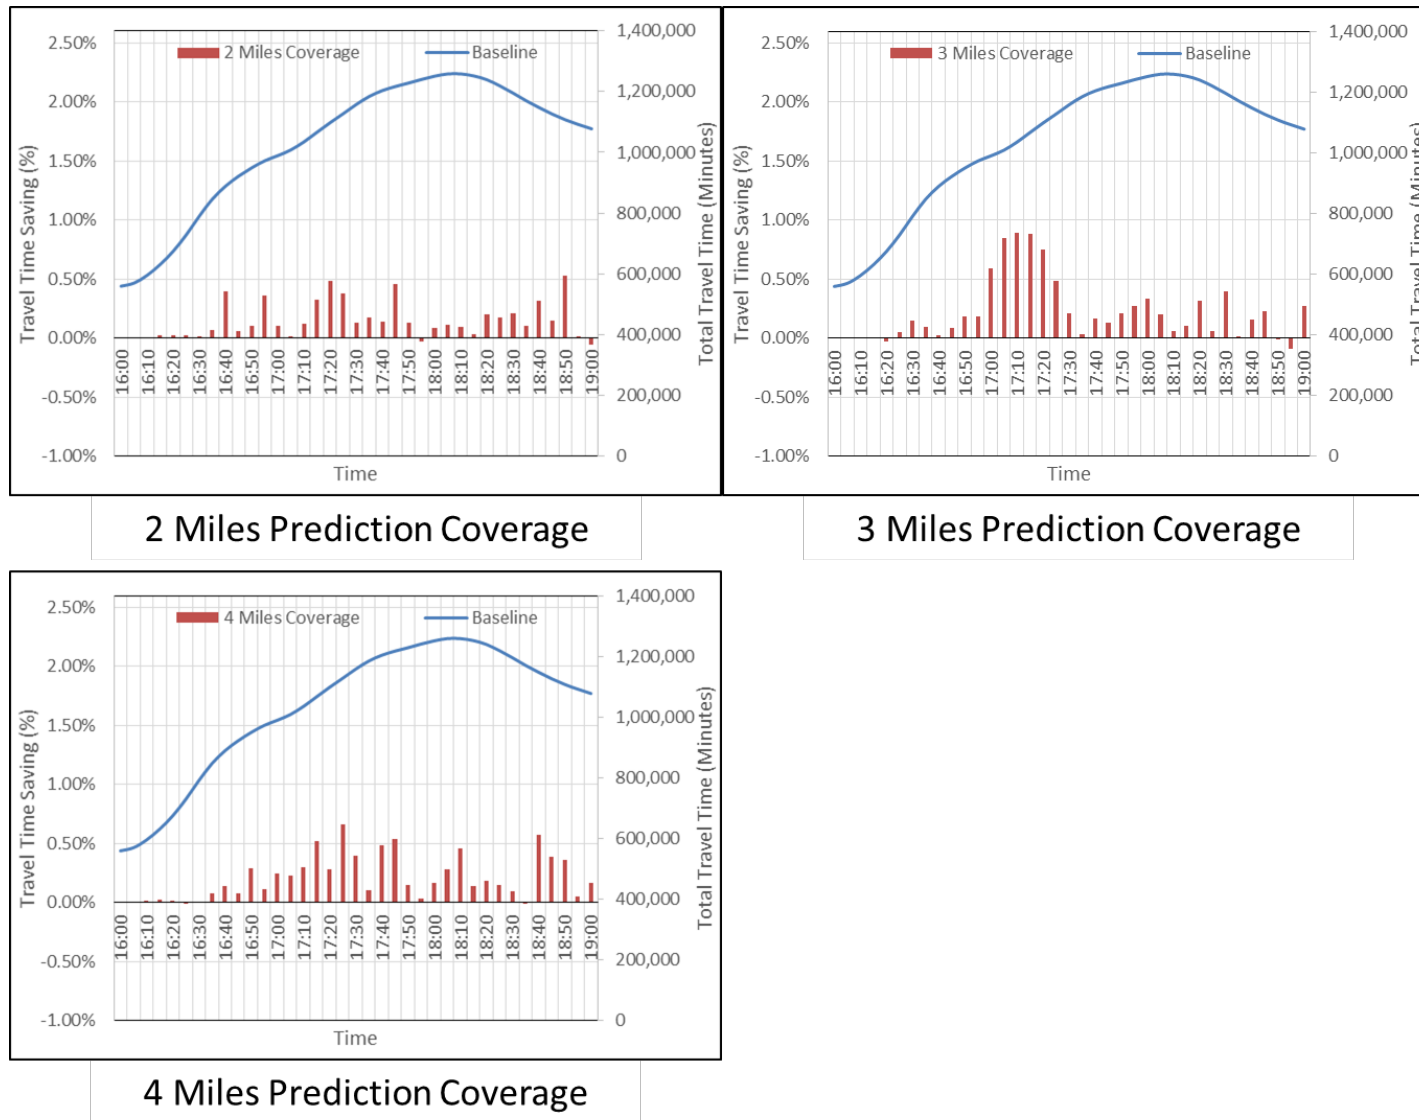 2.50%
2.00%
1.50%
1.00%
0.50%
0.00%
-0.50%
-1.00%
Travel Time Saving (%)
2 Miles Coverage Baseline
1,400,000
1,200,000
1,000,000
800,000
600,000
400,000
200,000
0
Total Travel Time (Minutes)
16:00 16:10 16:20 16:30 16:40 16:50 17:00 17:10 17:20 17:30 17:40 17:50 18:00 18:10 18:20 18:30 18:40 18:50 19:00
Time
2 Miles Prediction Coverage
2.50%
2.00%
1.50%
1.00%
0.50%
0.00%
-0.50%
-1.00%
Travel Time Saving (%)
3 Miles Coverage Baseline
1,400,000
1,200,000
1,000,000
800,000
600,000
400,000
200,000
0
Total Travel Time (Minutes)
16:00 16:10 16:20 16:30 16:40 16:50 17:00 17:10 17:20 17:30 17:40 17:50 18:00 18:10 18:20 18:30 18:40 18:50 19:00
Time
3 Miles Prediction Coverage
2.50%
2.00%
1.50%
1.00%
0.50%
0.00%
-0.50%
-1.00%
Travel Time Saving (%)
4 Miles Coverage Baseline
1,400,000
1,200,000
1,000,000
800,000
600,000
400,000
200,000
0
Total Travel Time (Minutes)
16:00 16:10 16:20 16:30 16:40 16:50 17:00 17:10 17:20 17:30 17:40 17:50 18:00 18:10 18:20 18:30 18:40 18:50 19:00
Time
4 Miles Prediction Coverage